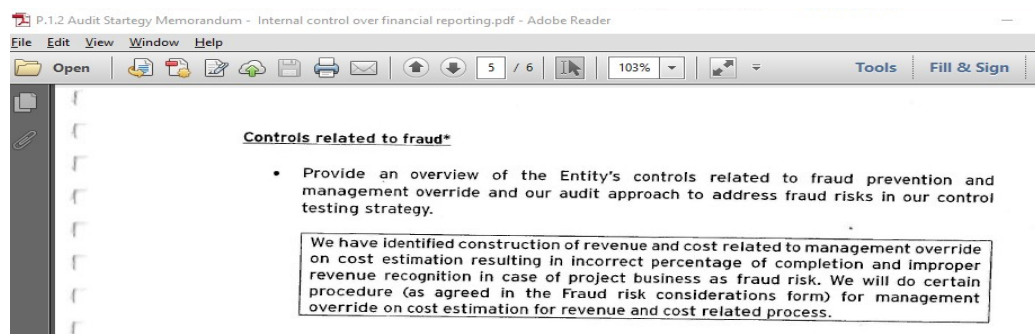 P.1.2 Audit Startegy Memorandum - Internal control over financial reporting.pdf - Adobe Reader
File Edit View Window Help
Open 5 / 6 103% Tools Fill & Sign
Controls related to fraud*
• Provide an overview of the Entity's controls related to fraud prevention and
management override and our audit approach to address fraud risks in our control
testing strategy.
We have identified construction of revenue and cost related to management override
on cost estimation resulting in incorrect percentage of completion and improper
revenue recognition in case of project business as fraud risk. We will do certain
procedure (as agreed in the Fraud risk considerations form) for management
override on cost estimation for revenue and cost related process.